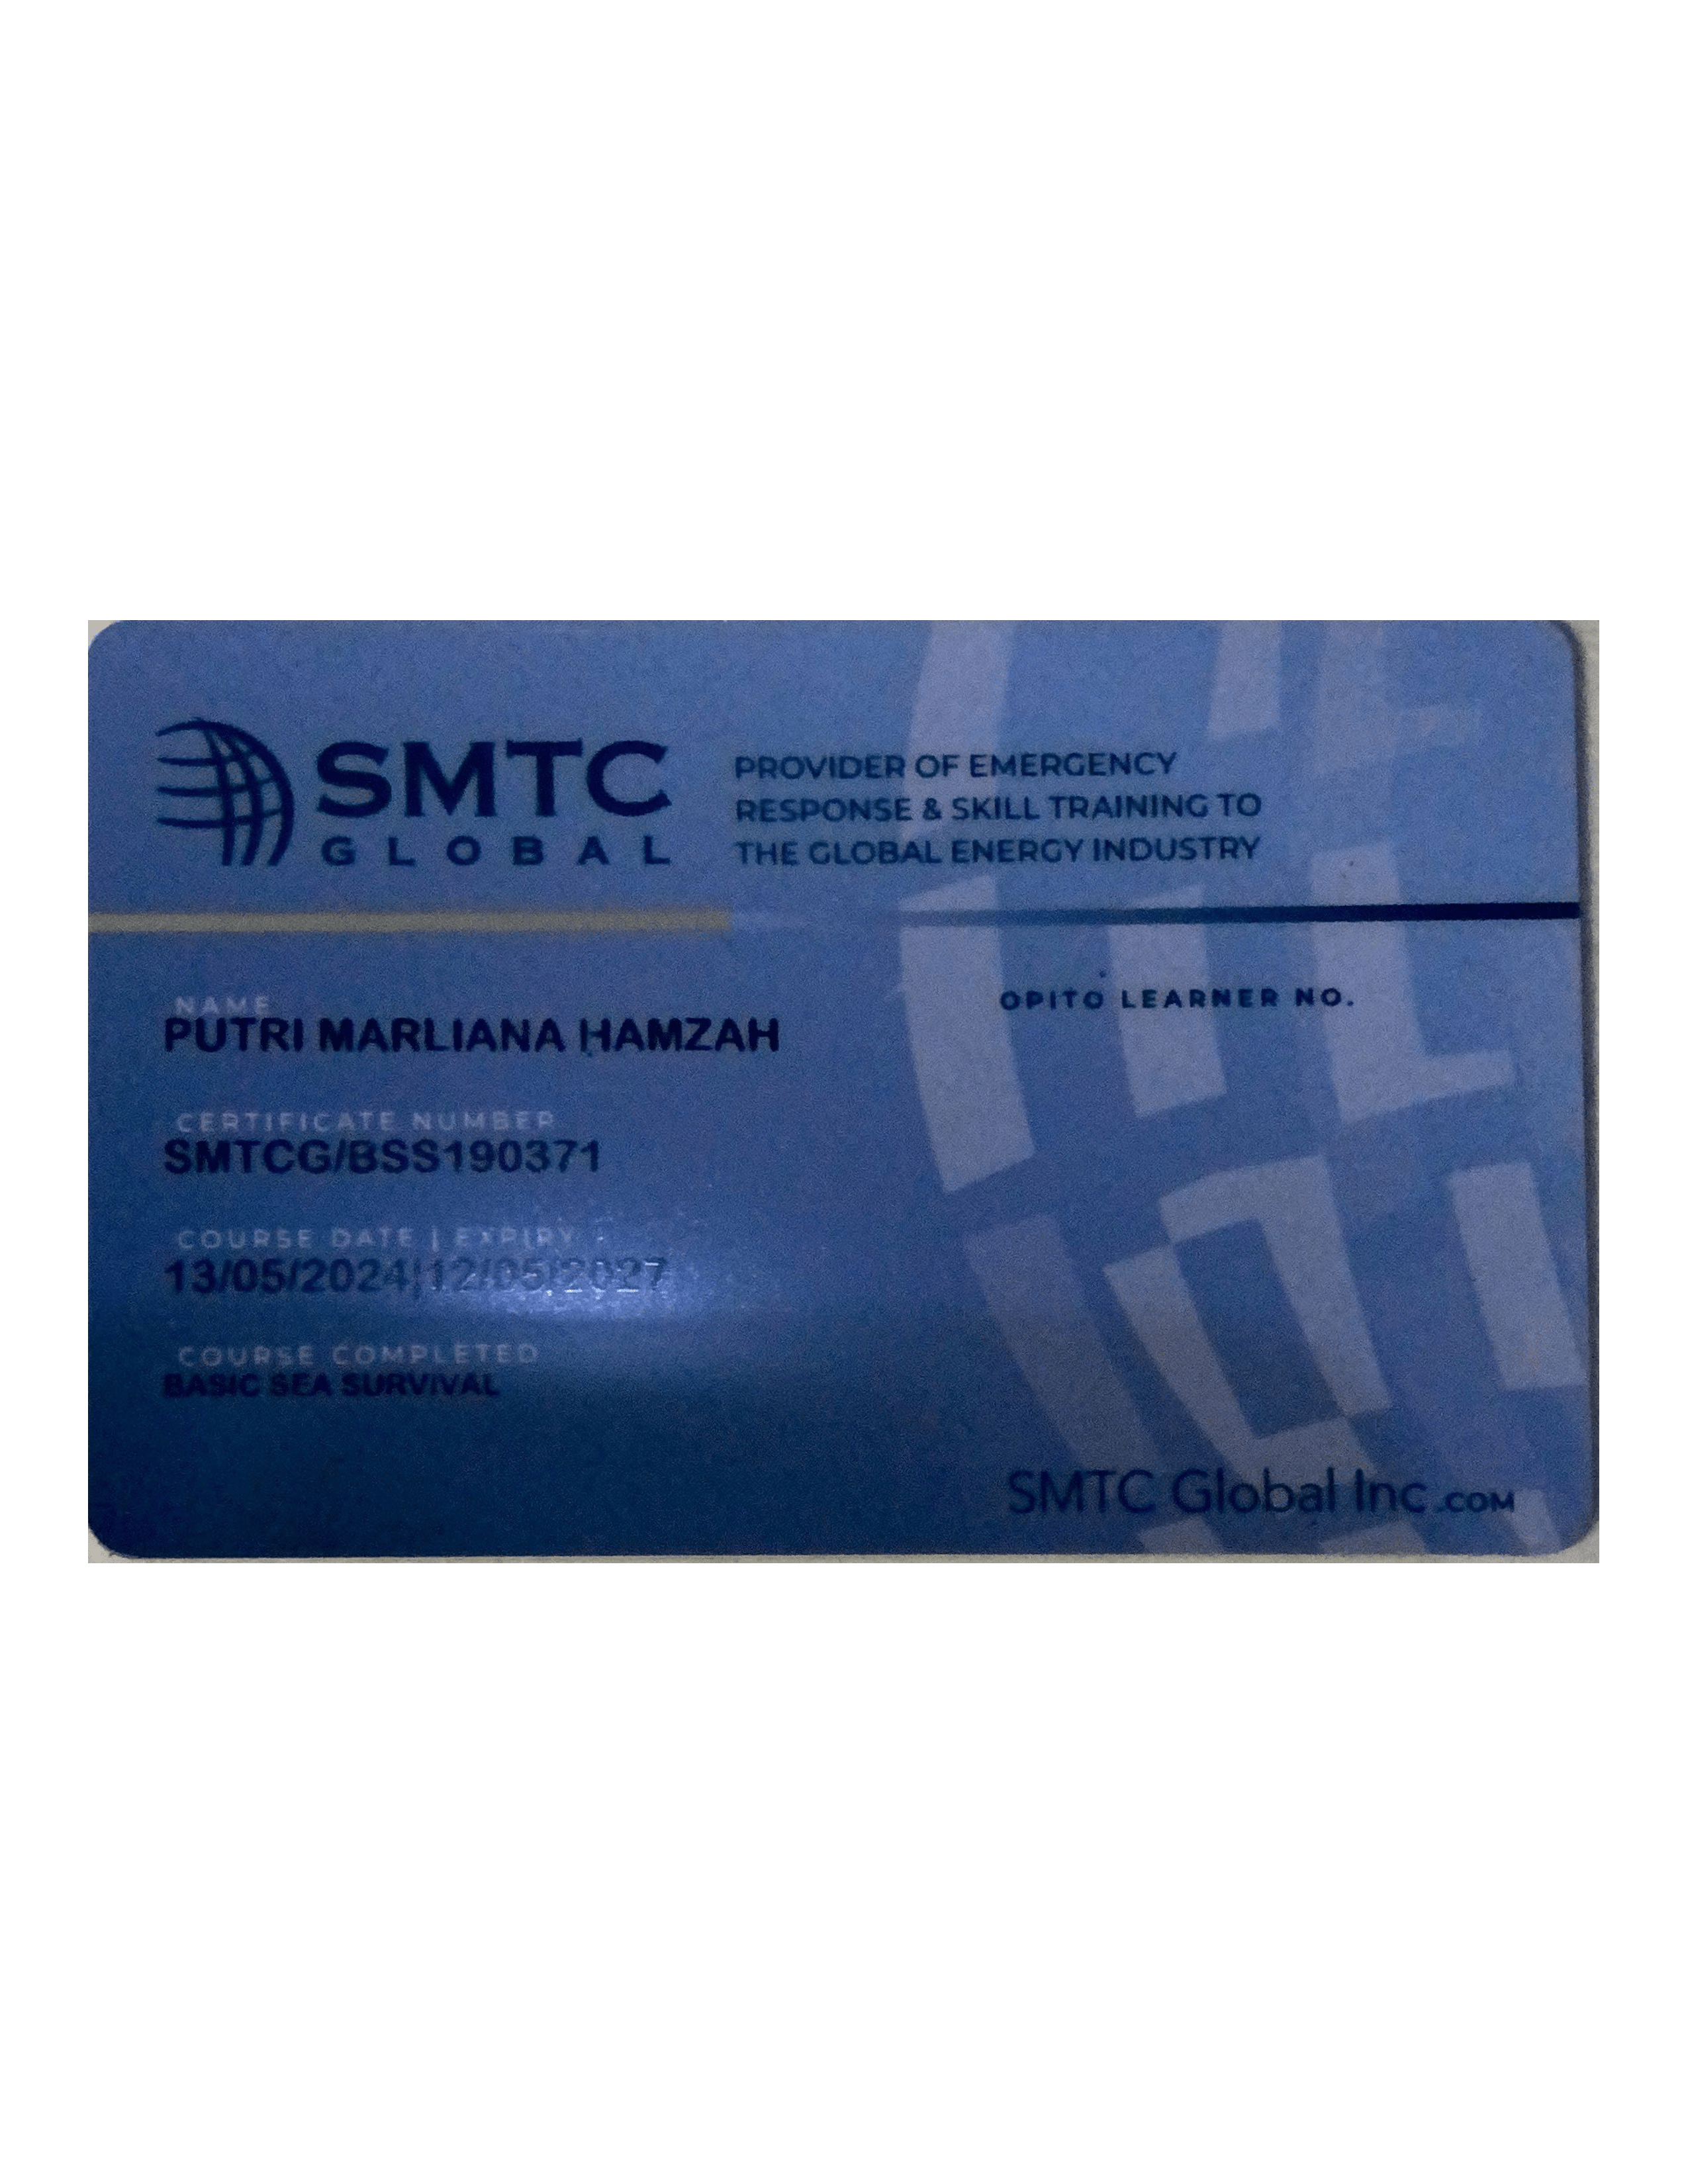 SMTC
GLOBAL
PROVIDER OF EMERGENCY
RESPONSE & SKILL TRAINING TO
THE GLOBAL ENERGY INDUSTRY
NAME
PUTRI MARLIANA HAMZAH
OPITO LEARNER NO.
CERTIFICATE NUMBER
SMTCG/BSS190371
COURSE DATE | EXPIRY
13/05/2024|12/05/2027
COURSE COMPLETED
BASIC SEA SURVIVAL
SMTC Global Inc.COM